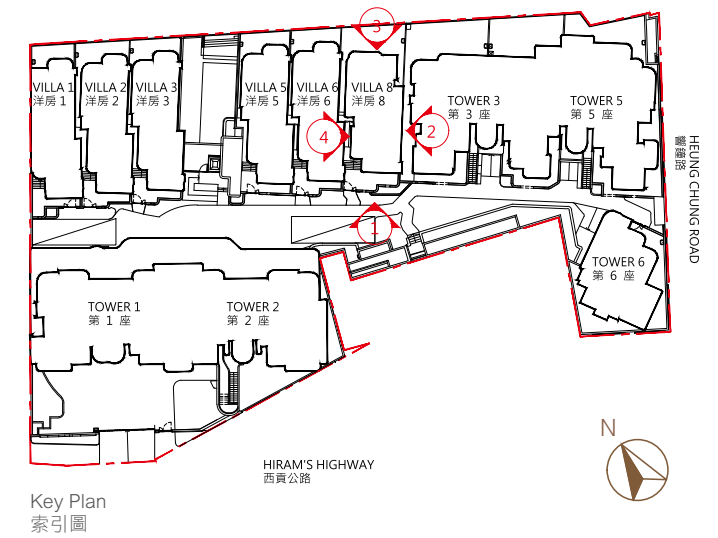 3
VILLA 1
洋房 1
VILLA 2
洋房 2
VILLA 3
洋房 3
VILLA 5
洋房 5
VILLA 6
洋房 6
VILLA 8
洋房 8
TOWER 3
第 3 座
TOWER 5
第 5 座
4
2
HEUNG CHUNG ROAD
響鐘路
1
TOWER 6
第 6 座
TOWER 1
第 1 座
TOWER 2
第 2 座
N
HIRAM'S HIGHWAY
西貢公路
Key Plan
索引圖